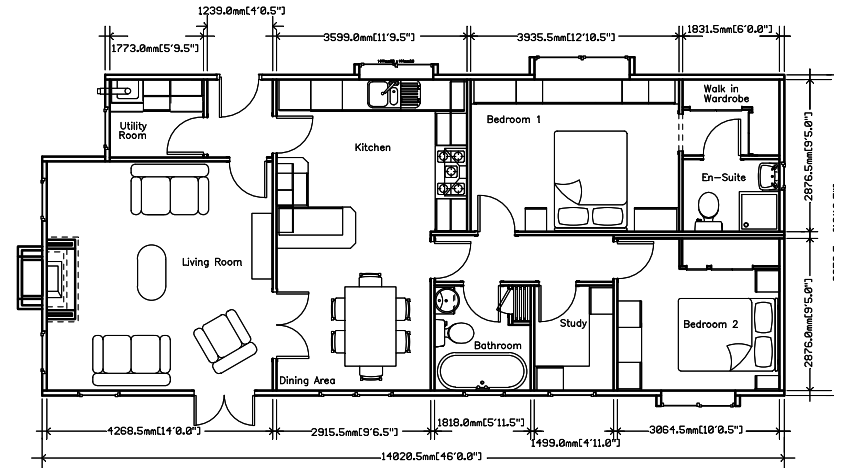 1239.0mm[4'0.5"]
1773.0mm[5'9.5"]
3599.0mm[11'9.5"]
3935.5mm[12'10.5"]
1831.5mm[6'0.0"]
Utility
Room
Kitchen
Bedroom 1
Walk in
Wardrobe
En-Suite
2876.5mm[9'5.0"]
Living Room
Dining Area
Bathroom
Study
Bedroom 2
2876.0mm[9'5.0"]
4268.5mm[14'0.0"]
2915.5mm[9'6.5"]
1818.0mm[5'11.5"]
1499.0mm[4'11.0"]
3064.5mm[10'0.5"]
14020.5mm[46'0.0"]